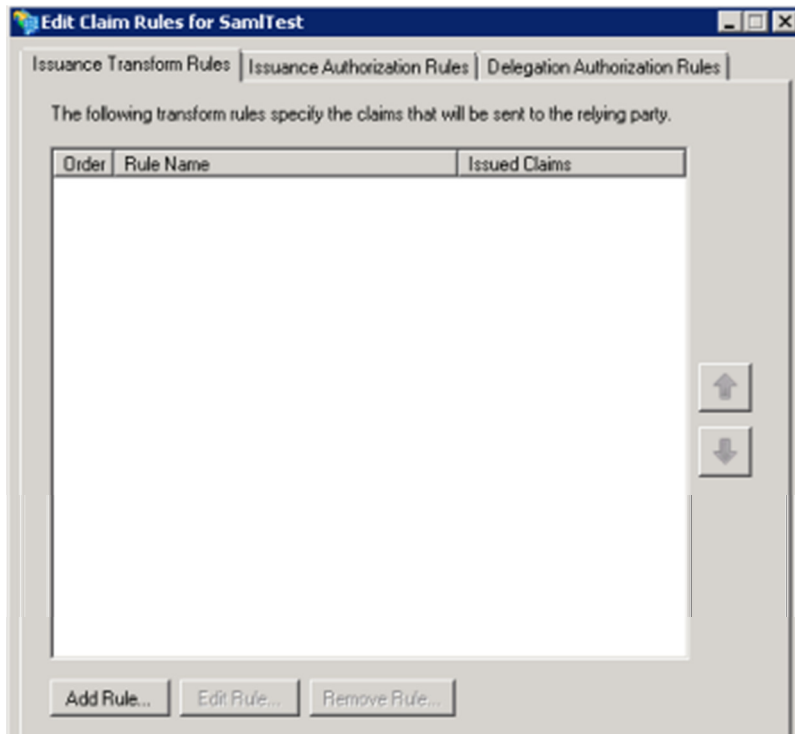 Edit Claim Rules for SamlTest
Issuance Transform Rules Issuance Authorization Rules Delegation Authorization Rules
The following transform rules specify the claims that will be sent to the relying party.
Order Rule Name Issued Claims
Add Rule... Edit Rule... Remove Rule...